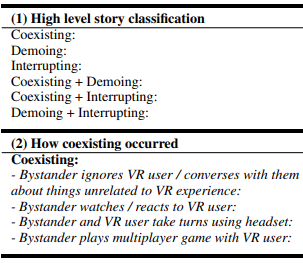 (1) High level story classification
Coexisting:
Demoing:
Interrupting:
Coexisting + Demoing:
Coexisting + Interrupting:
Demoing + Interrupting:
(2) How coexisting occurred
Coexisting:
- Bystander ignores VR user / converses with them
about things unrelated to VR experience:
- Bystander watches / reacts to VR user:
- Bystander and VR user take turns using headset:
- Bystander plays multiplayer game with VR user: